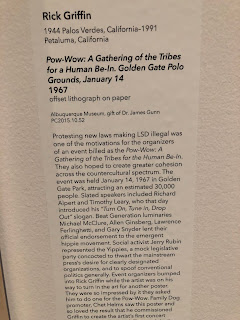 Rick Griffin
1944 Palos Verdes, California-1991
Petaluma, California
Pow-Wow: A Gathering of the Tribes
for a Human Be-In. Golden Gate Polo
Grounds, January 14
1967
offset lithograph on paper
Albuquerque Museum, gift of Dr. James Gunn
PC2015.10.52
Protesting new laws making LSD illegal was
one of the motivations for the organizers
of an event billed as the Pow-Wow: A
Gathering of the Tribes for the Human Be-In.
They also hoped to create greater cohesion
across the countercultural spectrum. The
event was held January 14, 1967 in Golden
Gate Park, attracting an estimated 30,000
people. Slated speakers included Richard
Alpert and Timothy Leary, who that day
introduced his "Turn On, Tune In, Drop
Out" slogan. Beat Generation luminaries
Michael McClure, Allen Ginsberg, Lawrence
Ferlinghetti, and Gary Snyder lent their
official endorsement to the emergent
hippie movement. Social activist Jerry Rubin
represented the Yippies, a mock legislative
party concocted to thwart the mainstream
press's desire for clearly designated
organizations, and to spoof conventional
politics generally. Event organizers bumped
into Rick Griffin while the artist was on his
way to turn in the art for another poster.
They were so impressed by it they asked
him to do one for the Pow-Wow. Family Dog
promoter, Chet Helms saw this poster and
so loved the result that he commissioned
Griffin to create the artist's first concert